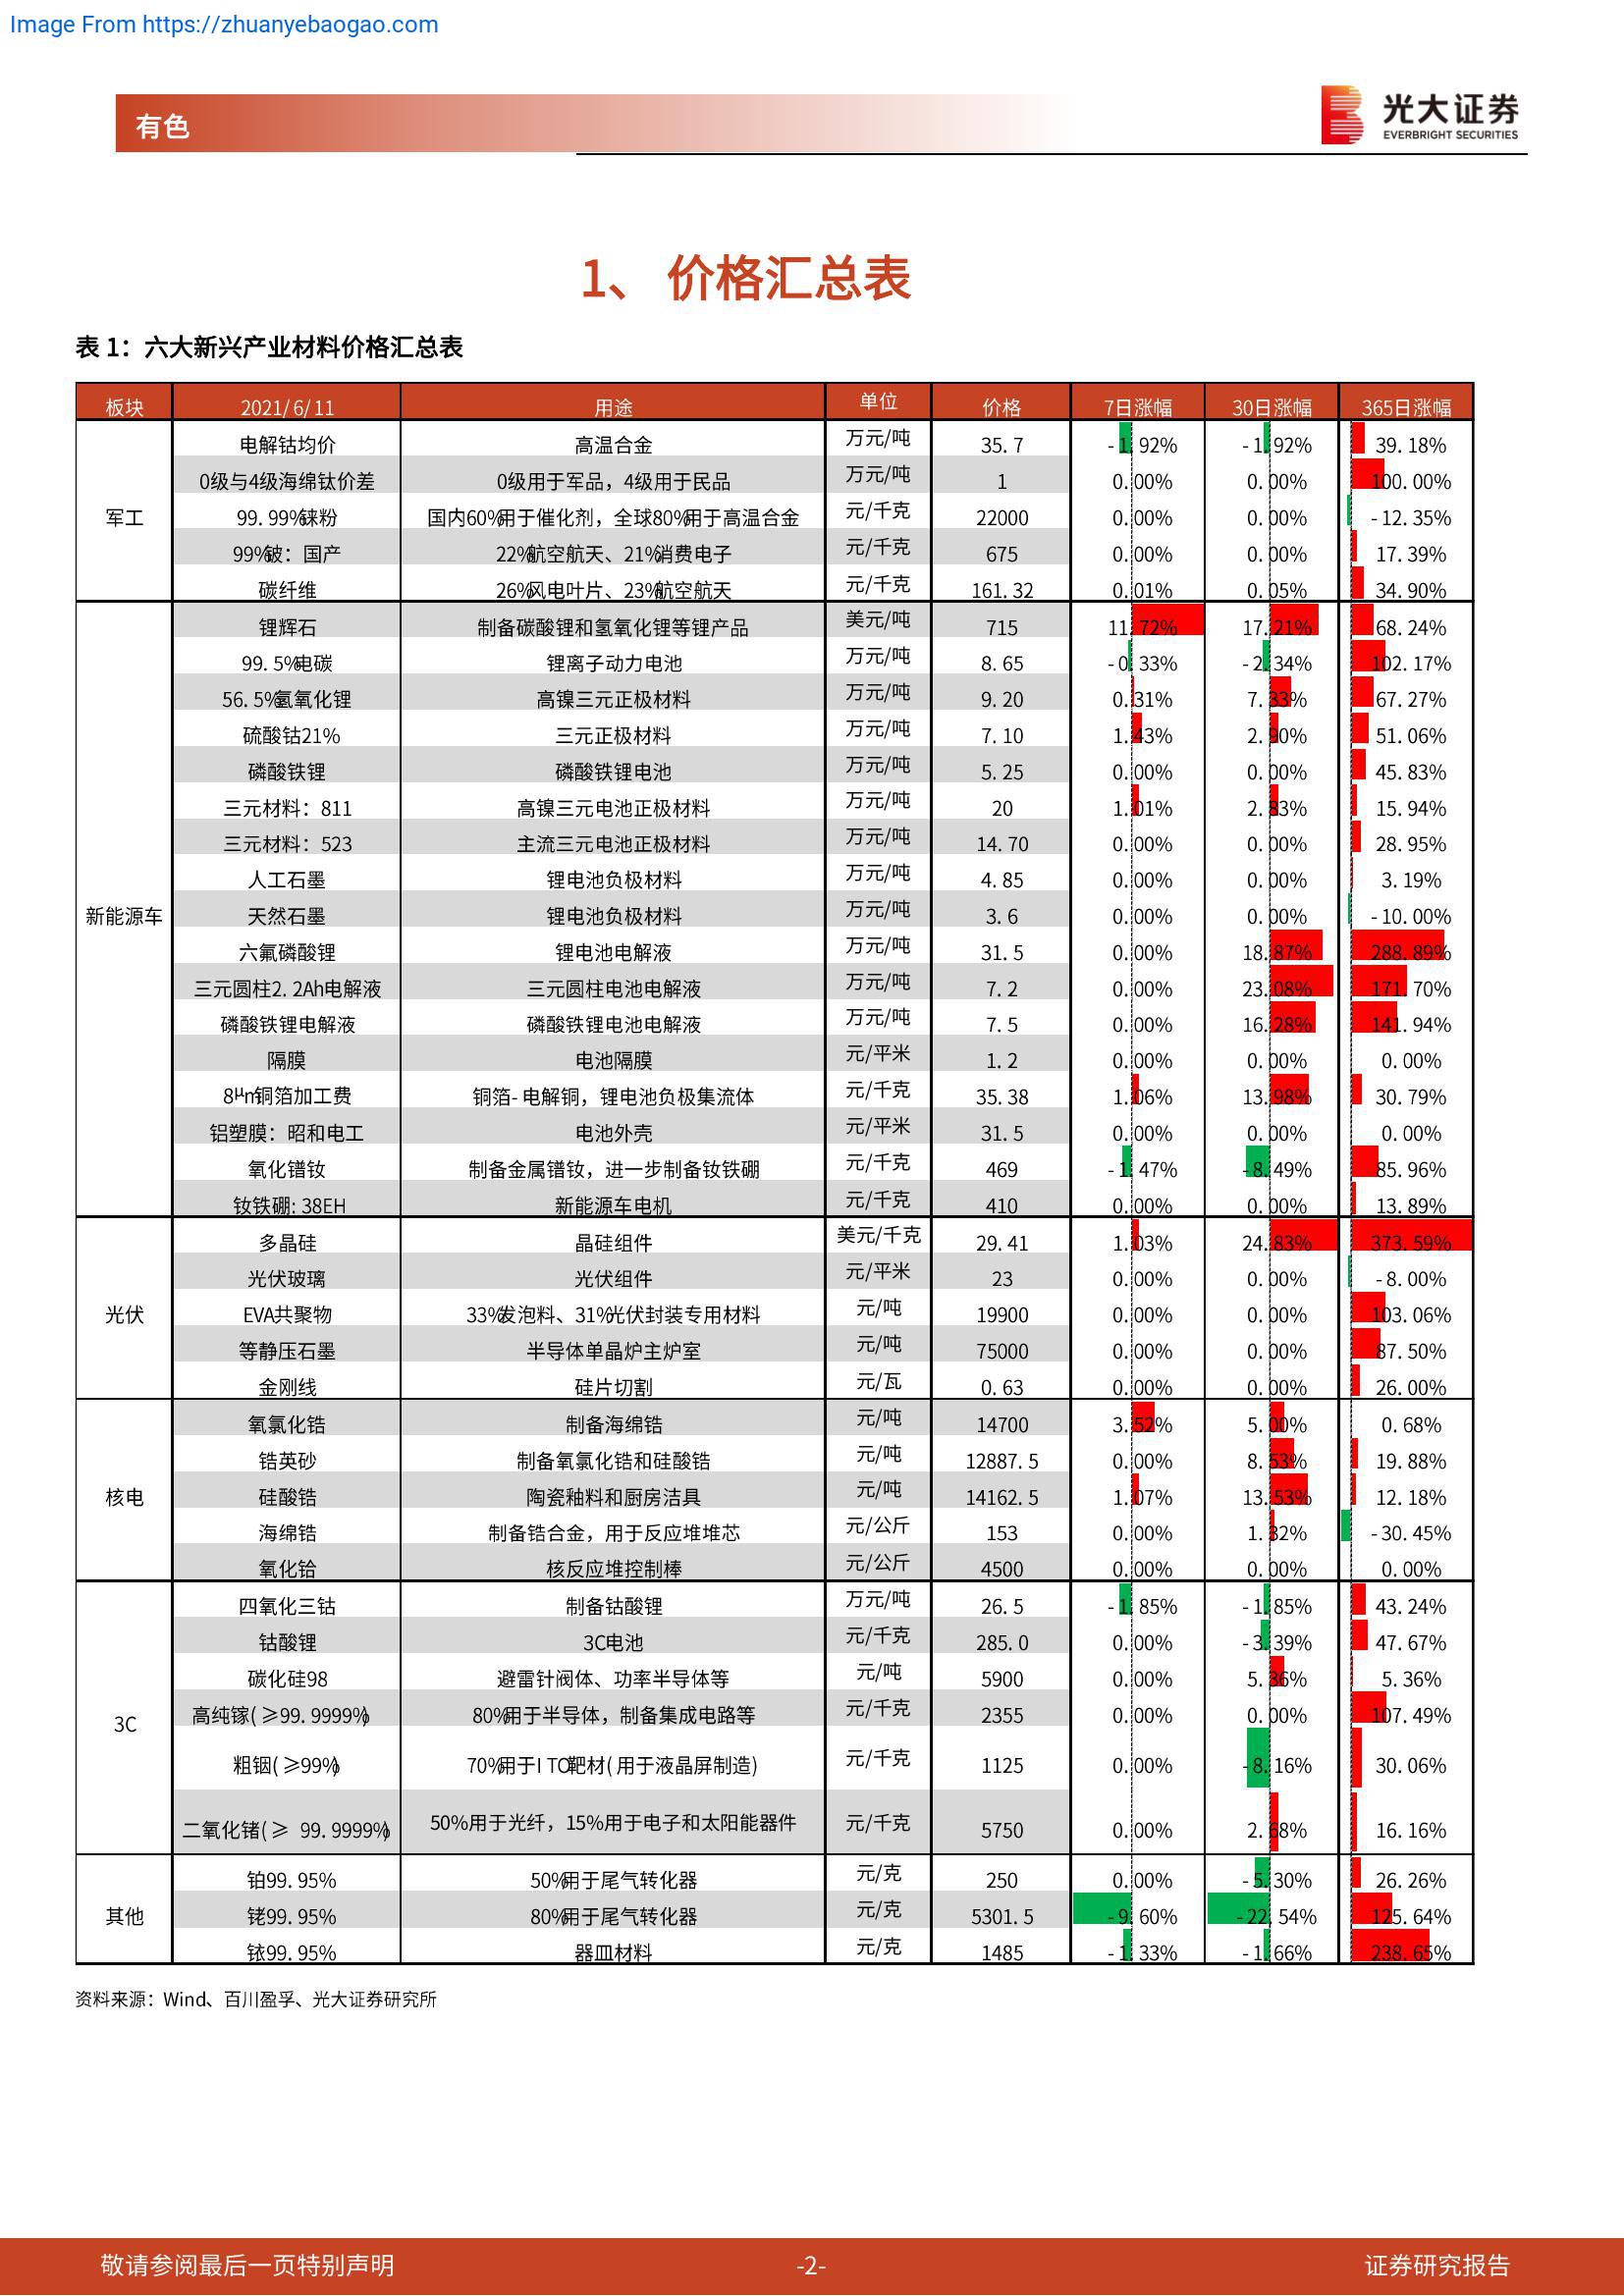 Image From https://zhuanyebaogao.com
有色
光大证券
EVERBRIGHT SECURITIES
1、 价格汇总表
表 1：六大新兴产业材料价格汇总表
板块 2021/6/11 用途 单位 价格 7日涨幅 30日涨幅 365日涨幅
军工
电解钴均价 高温合金 万元/吨 35.7 -1.92% -1.92% 39.18%
0级与4级海绵钛价差 0级用于军品，4级用于民品 万元/吨 1 0.00% 0.00% 100.00%
99.99%铼粉 国内60%用于催化剂，全球80%用于高温合金 元/千克 22000 0.00% 0.00% -12.35%
99%铍：国产 22%航空航天、21%消费电子 元/千克 675 0.00% 0.00% 17.39%
碳纤维 26%风电叶片、23%航空航天 元/千克 161.32 0.01% 0.05% 34.90%
新能源车
锂辉石 制备碳酸锂和氢氧化锂等锂产品 美元/吨 715 11.72% 17.21% 68.24%
99.5%电碳 锂离子动力电池 万元/吨 8.65 -0.33% -2.34% 102.17%
56.5%氢氧化锂 高镍三元正极材料 万元/吨 9.20 0.31% 7.33% 67.27%
硫酸钴21% 三元正极材料 万元/吨 7.10 1.43% 2.90% 51.06%
磷酸铁锂 磷酸铁锂电池 万元/吨 5.25 0.00% 0.00% 45.83%
三元材料：811 高镍三元电池正极材料 万元/吨 20 1.01% 2.83% 15.94%
三元材料：523 主流三元电池正极材料 万元/吨 14.70 0.00% 0.00% 28.95%
人工石墨 锂电池负极材料 万元/吨 4.85 0.00% 0.00% 3.19%
天然石墨 锂电池负极材料 万元/吨 3.6 0.00% 0.00% -10.00%
六氟磷酸锂 锂电池电解液 万元/吨 31.5 0.00% 18.87% 288.89%
三元圆柱2.2Ah电解液 三元圆柱电池电解液 万元/吨 7.2 0.00% 23.08% 171.70%
磷酸铁锂电解液 磷酸铁锂电池电解液 万元/吨 7.5 0.00% 16.28% 141.94%
隔膜 电池隔膜 元/平米 1.2 0.00% 0.00% 0.00%
8μm铜箔加工费 铜箔-电解铜，锂电池负极集流体 元/千克 35.38 1.06% 13.98% 30.79%
铝塑膜：昭和电工 电池外壳 元/平米 31.5 0.00% 0.00% 0.00%
氧化镨钕 制备金属镨钕，进一步制备钕铁硼 元/千克 469 -1.47% -8.49% 85.96%
钕铁硼:38EH 新能源车电机 元/千克 410 0.00% 0.00% 13.89%
光伏
多晶硅 晶硅组件 美元/千克 29.41 1.03% 24.83% 373.59%
光伏玻璃 光伏组件 元/平米 23 0.00% 0.00% -8.00%
EVA共聚物 33%发泡料、31%光伏封装专用材料 元/吨 19900 0.00% 0.00% 103.06%
等静压石墨 半导体单晶炉主炉室 元/吨 75000 0.00% 0.00% 87.50%
金刚线 硅片切割 元/瓦 0.63 0.00% 0.00% 26.00%
核电
氧氯化锆 制备海绵锆 元/吨 14700 3.52% 5.00% 0.68%
锆英砂 制备氧氯化锆和硅酸锆 元/吨 12887.5 0.00% 8.53% 19.88%
硅酸锆 陶瓷釉料和厨房洁具 元/吨 14162.5 1.07% 13.53% 12.18%
海绵锆 制备锆合金，用于反应堆堆芯 元/公斤 153 0.00% 1.32% -30.45%
氧化铪 核反应堆控制棒 元/公斤 4500 0.00% 0.00% 0.00%
3C
四氧化三钴 制备钴酸锂 万元/吨 26.5 -1.85% -1.85% 43.24%
钴酸锂 3C电池 元/千克 285.0 0.00% -3.39% 47.67%
碳化硅98 避雷针阀体、功率半导体等 元/吨 5900 0.00% 5.36% 5.36%
高纯镓(≥99.9999%) 80%用于半导体，制备集成电路等 元/千克 2355 0.00% 0.00% 107.49%
粗铟(≥99%) 70%用于ITO靶材(用于液晶屏制造) 元/千克 1125 0.00% -8.16% 30.06%
二氧化锗(≥ 99.9999%) 50%用于光纤，15%用于电子和太阳能器件 元/千克 5750 0.00% 2.68% 16.16%
其他
铂99.95% 50%用于尾气转化器 元/克 250 0.00% -5.30% 26.26%
铑99.95% 80%用于尾气转化器 元/克 5301.5 -9.60% -22.54% 125.64%
铱99.95% 器皿材料 元/克 1485 -1.33% -1.66% 238.65%
资料来源：Wind、百川盈孚、光大证券研究所
敬请参阅最后一页特别声明 -2- 证券研究报告